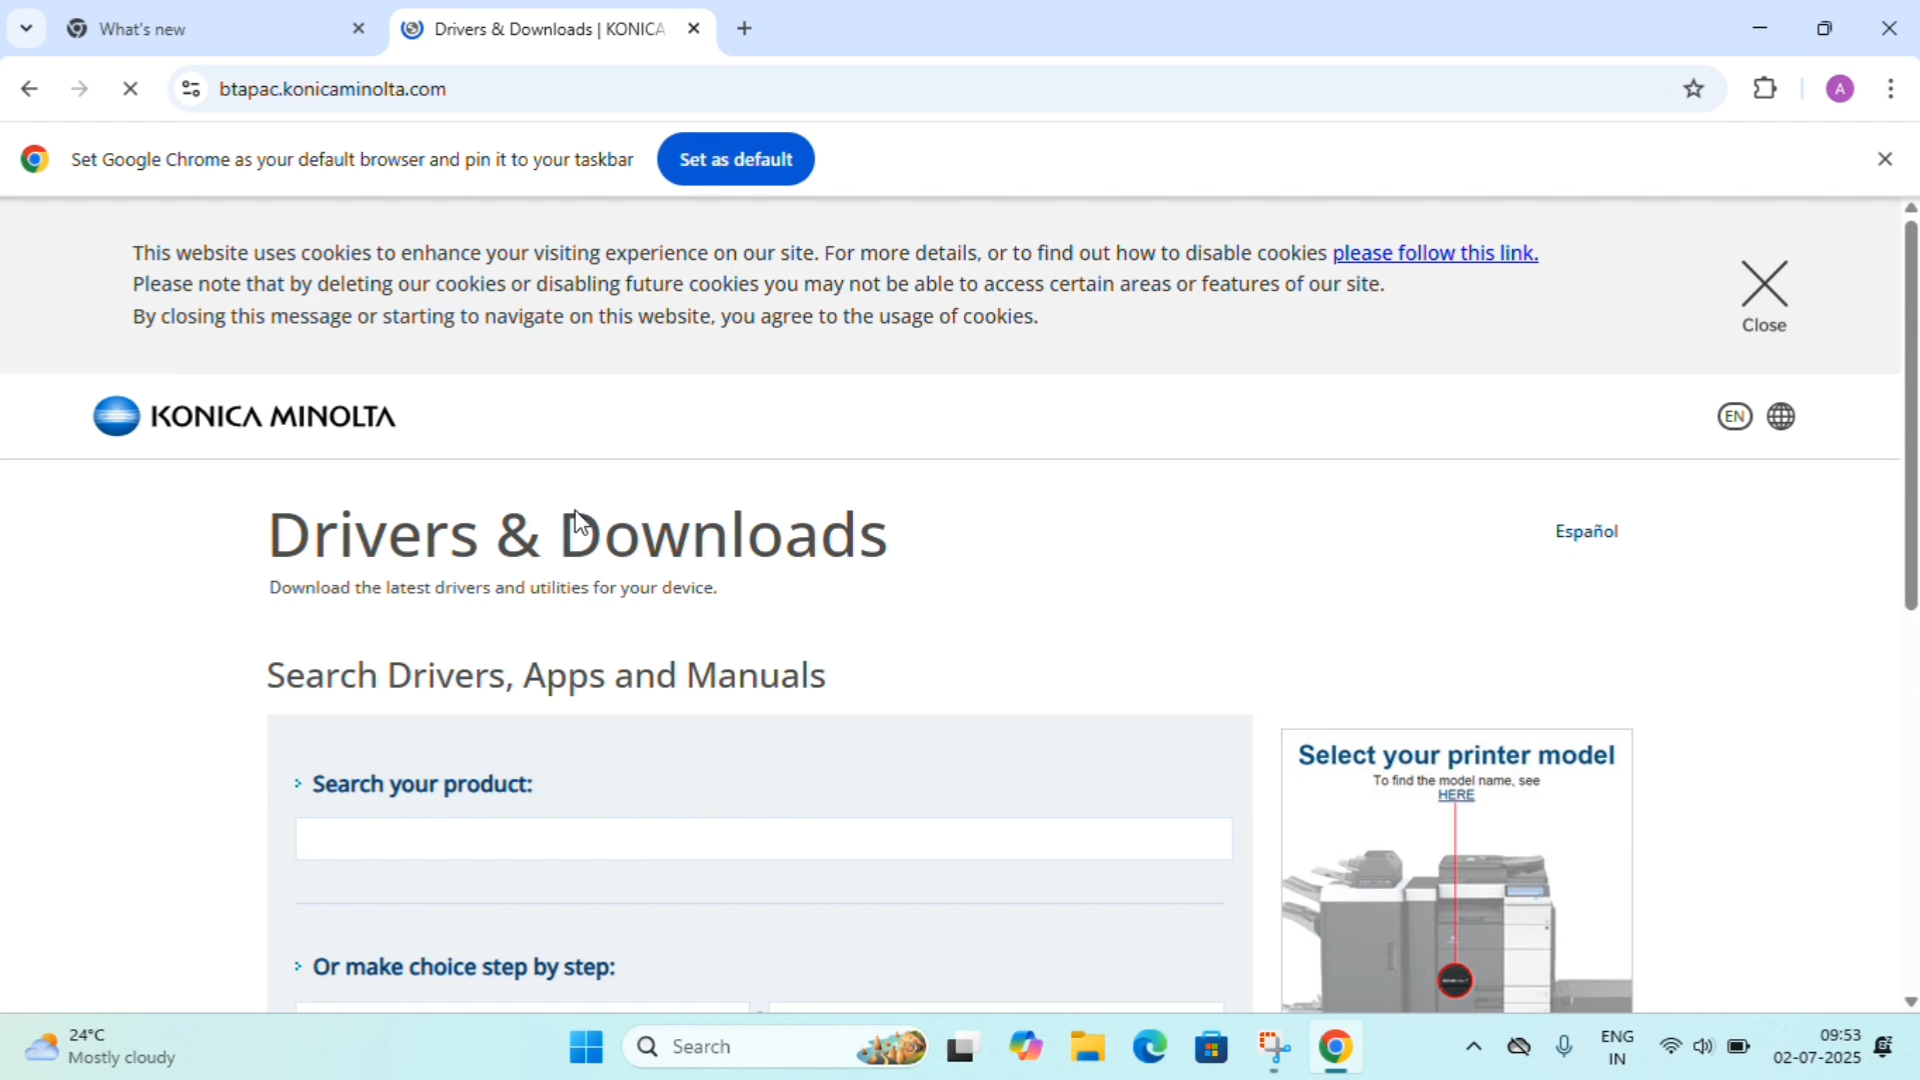 What's new
Drivers & Downloads | KONICA
btapac.konicaminolta.com
A
Set Google Chrome as your default browser and pin it to your taskbar
Set as default
This website uses cookies to enhance your visiting experience on our site. For more details, or to find out how to disable cookies please follow this link.
Please note that by deleting our cookies or disabling future cookies you may not be able to access certain areas or features of our site.
By closing this message or starting to navigate on this website, you agree to the usage of cookies.
Close
KONICA MINOLTA
EN
Drivers & Downloads
Español
Download the latest drivers and utilities for your device.
Search Drivers, Apps and Manuals
Search your product:
Select your printer model
To find the model name, see
HERE
Or make choice step by step:
24°C
Mostly cloudy
Search
ENG
IN
09:53
02-07-2025